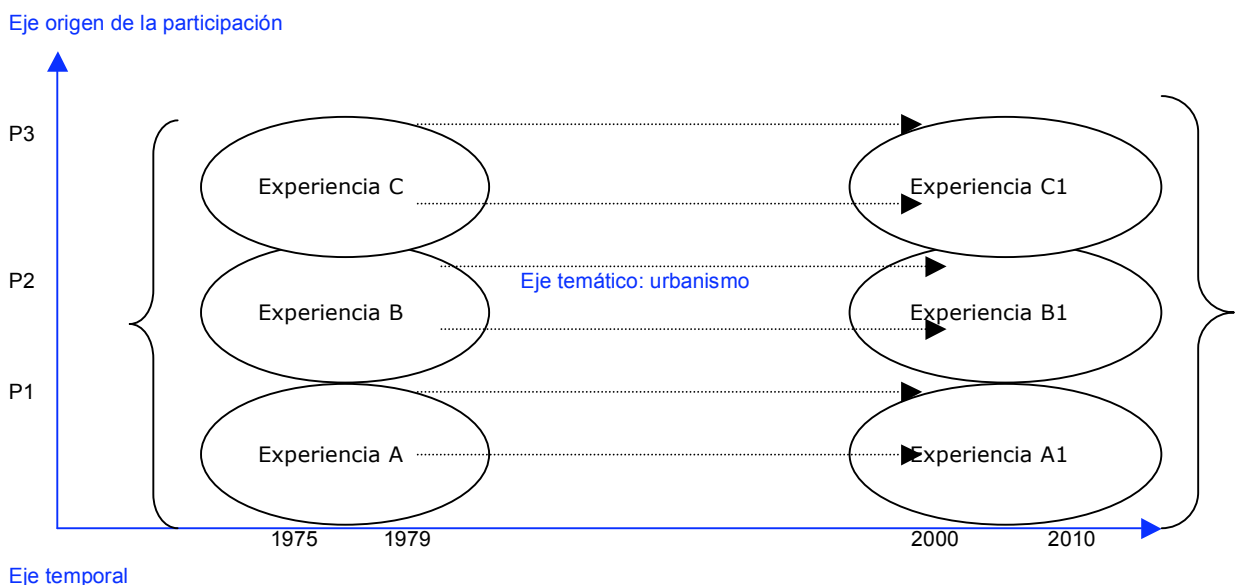 Eje origen de la participación
P3
Experiencia C
Experiencia C1
P2
Eje temático: urbanismo
Experiencia B
Experiencia B1
P1
Experiencia A
Experiencia A1
1975
1979
2000
2010
Eje temporal